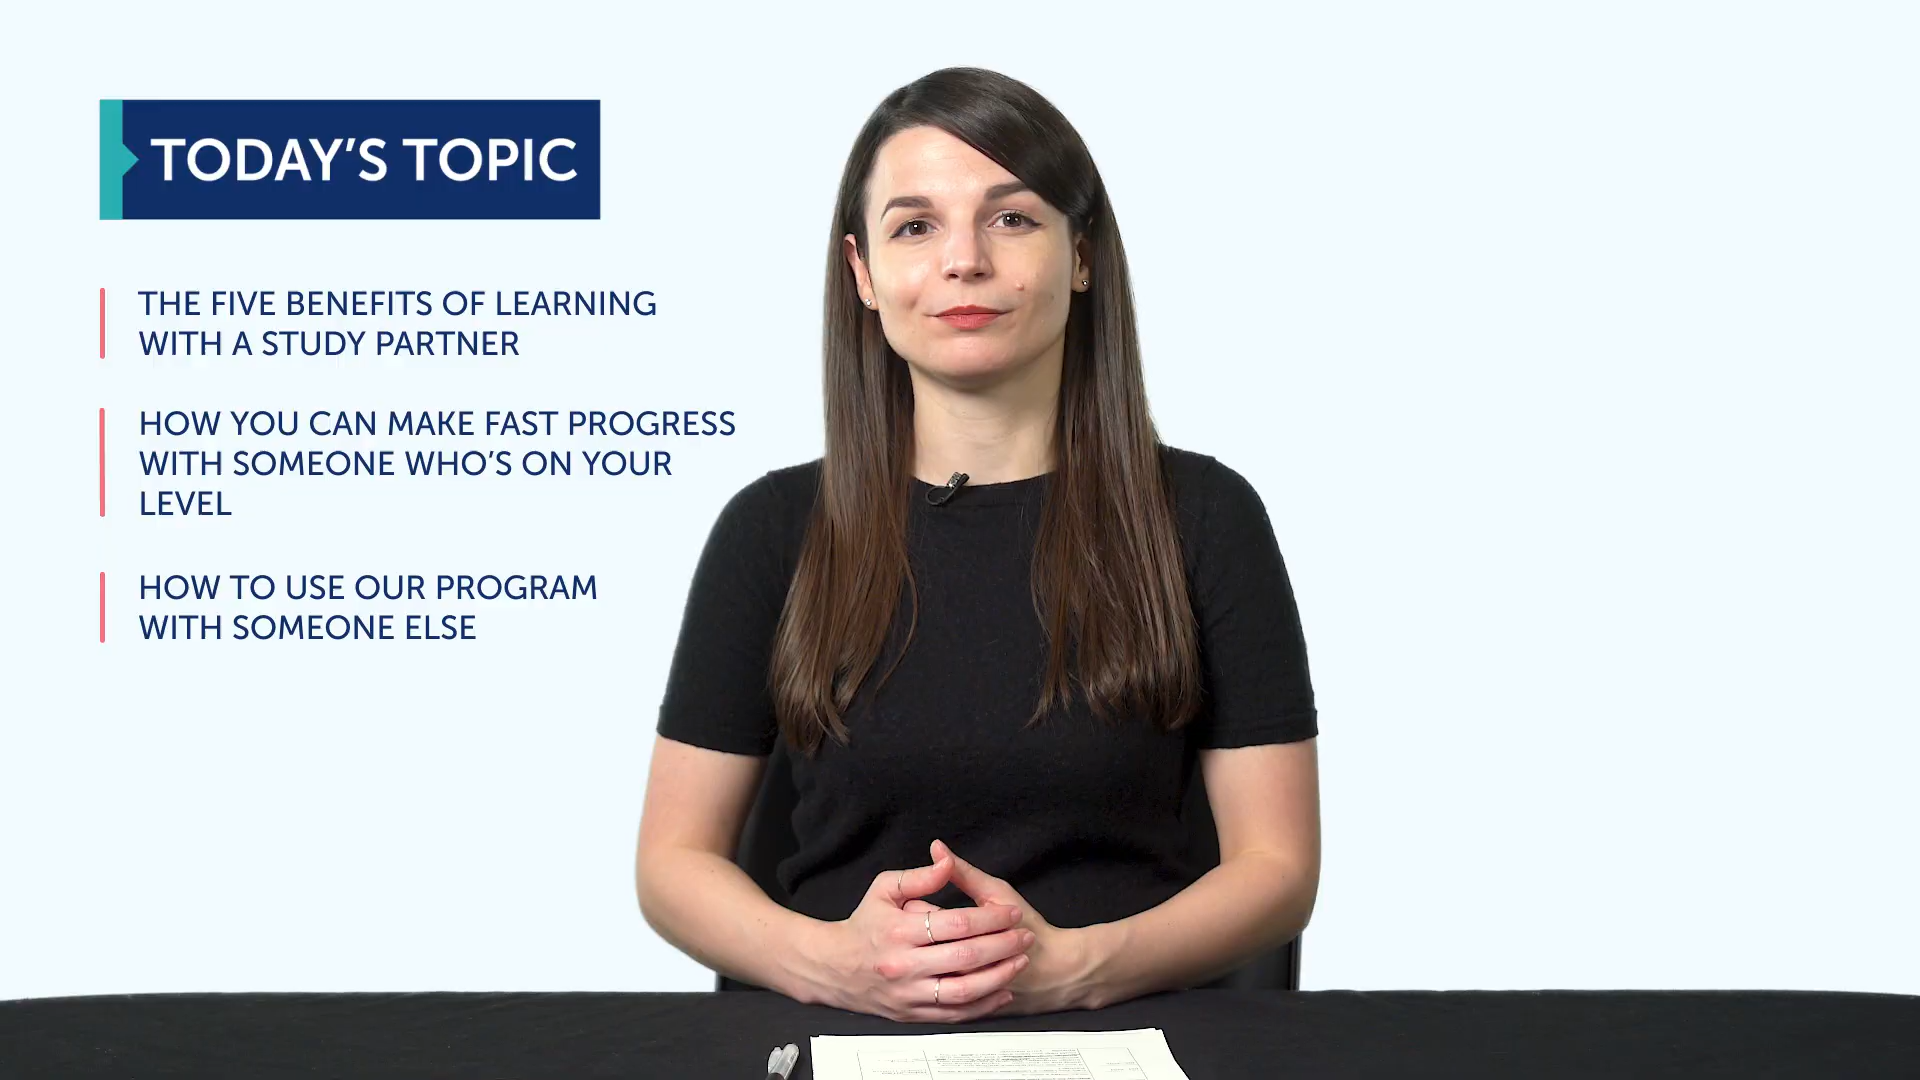 TODAY'S TOPIC
THE FIVE BENEFITS OF LEARNING
WITH A STUDY PARTNER
HOW YOU CAN MAKE FAST PROGRESS
WITH SOMEONE WHO'S ON YOUR
LEVEL
HOW TO USE OUR PROGRAM
WITH SOMEONE ELSE